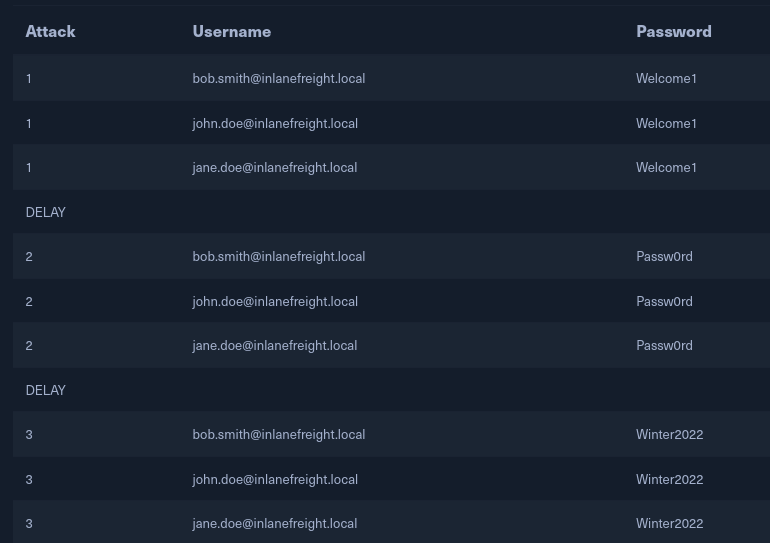 Attack Username Password
1 bob.smith@inlanefreight.local Welcome1
1 john.doe@inlanefreight.local Welcome1
1 jane.doe@inlanefreight.local Welcome1
DELAY
2 bob.smith@inlanefreight.local Passw0rd
2 john.doe@inlanefreight.local Passw0rd
2 jane.doe@inlanefreight.local Passw0rd
DELAY
3 bob.smith@inlanefreight.local Winter2022
3 john.doe@inlanefreight.local Winter2022
3 jane.doe@inlanefreight.local Winter2022